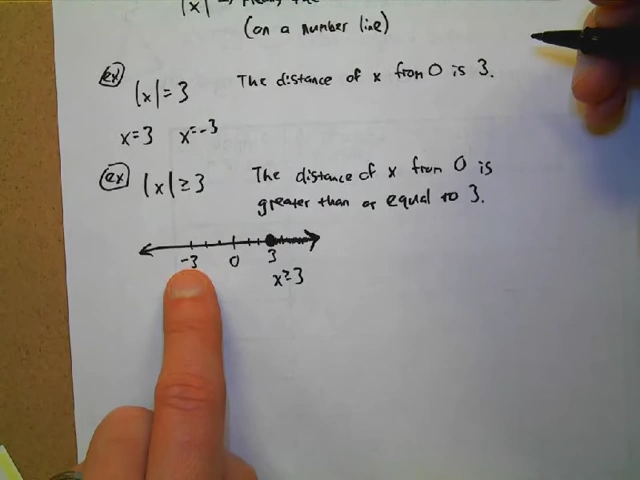 |x| →
(on a number line)
ex |x| = 3 The distance of x from 0 is 3.
x=3 x=-3
ex |x| ≥ 3 The distance of x from 0 is
greater than or equal to 3.
-3 0 3
x≥3